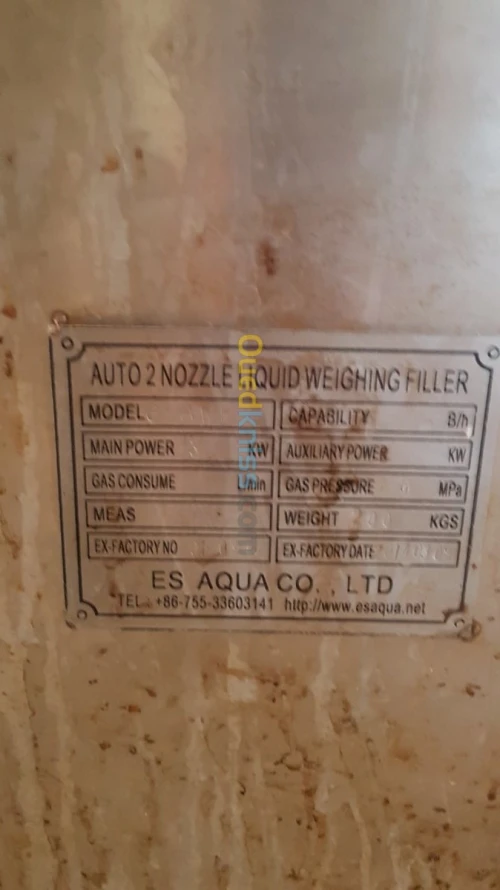 AUTO 2 NOZZLE LIQUID WEIGHING FILLER
MODEL CAPABILITY B/h
MAIN POWER KW AUXILIARY POWER KW
GAS CONSUME L/min GAS PRESSURE MPa
MEAS WEIGHT KGS
EX-FACTORY NO EX-FACTORY DATE
ES AQUA CO. , LTD
TEL: +86-755-33603141 http://www.esaqua.net
Ouedkniss.com